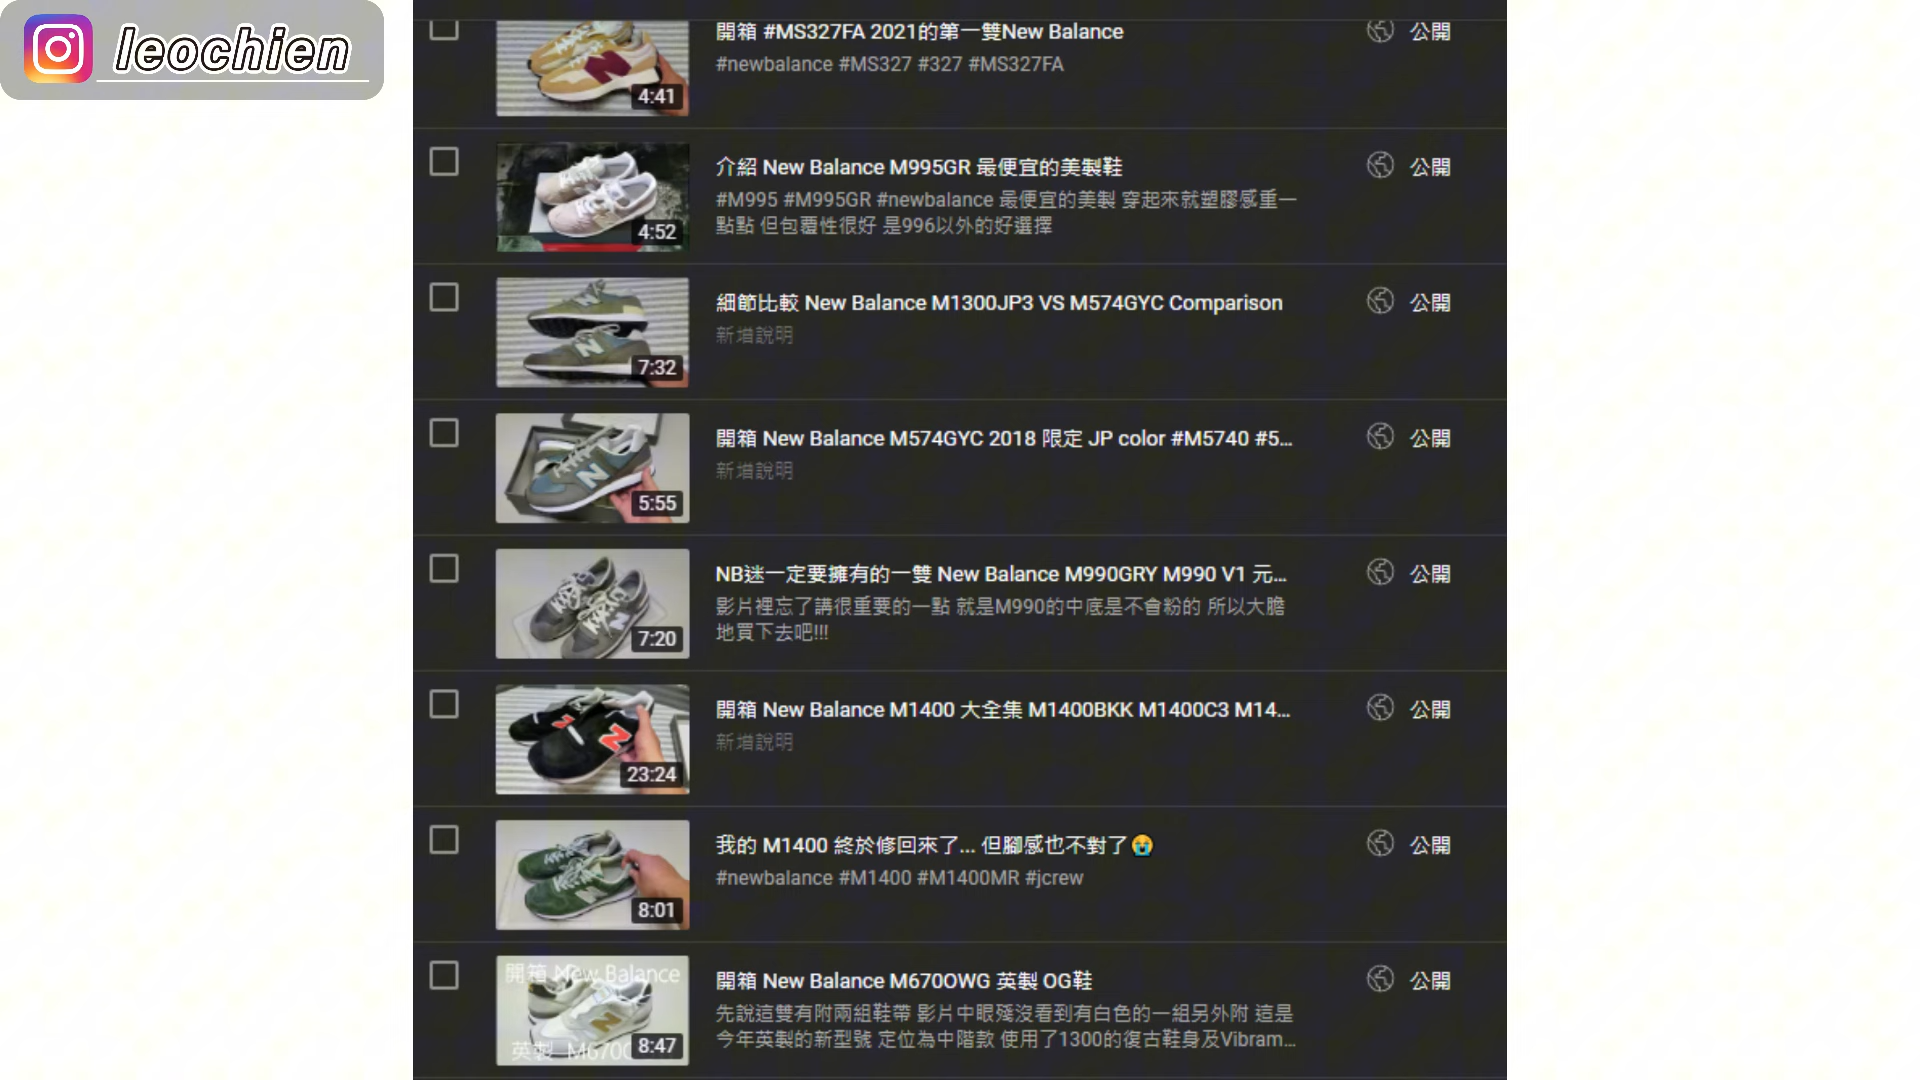 leochien
開箱 #MS327FA 2021的第一雙New Balance
公開
#newbalance #MS327 #327 #MS327FA
4:41
介紹 New Balance M995GR 最便宜的美製鞋
公開
#M995 #M995GR #newbalance 最便宜的美製 穿起來就塑膠感重一
點點 但包覆性很好 是996以外的好選擇
4:52
細節比較 New Balance M1300JP3 VS M574GYC Comparison
公開
新增說明
7:32
開箱 New Balance M574GYC 2018 限定 JP color #M5740 #5...
公開
新增說明
5:55
NB迷一定要擁有的一雙 New Balance M990GRY M990 V1 元...
公開
影片裡忘了講很重要的一點 就是M990的中底是不會粉的 所以大膽
地買下去吧!!!
7:20
開箱 New Balance M1400 大全集 M1400BKK M1400C3 M14...
公開
新增說明
23:24
我的 M1400 終於修回來了... 但腳感也不對了😭
公開
#newbalance #M1400 #M1400MR #jcrew
8:01
開箱 New Balance
開箱 New Balance M670OWG 英製 OG鞋
公開
先說這雙有附兩組鞋帶 影片中眼殘沒看到有白色的一組另外附 這是
今年英製的新型號 定位為中階款 使用了1300的復古鞋身及Vibram...
英製 M670O
8:47